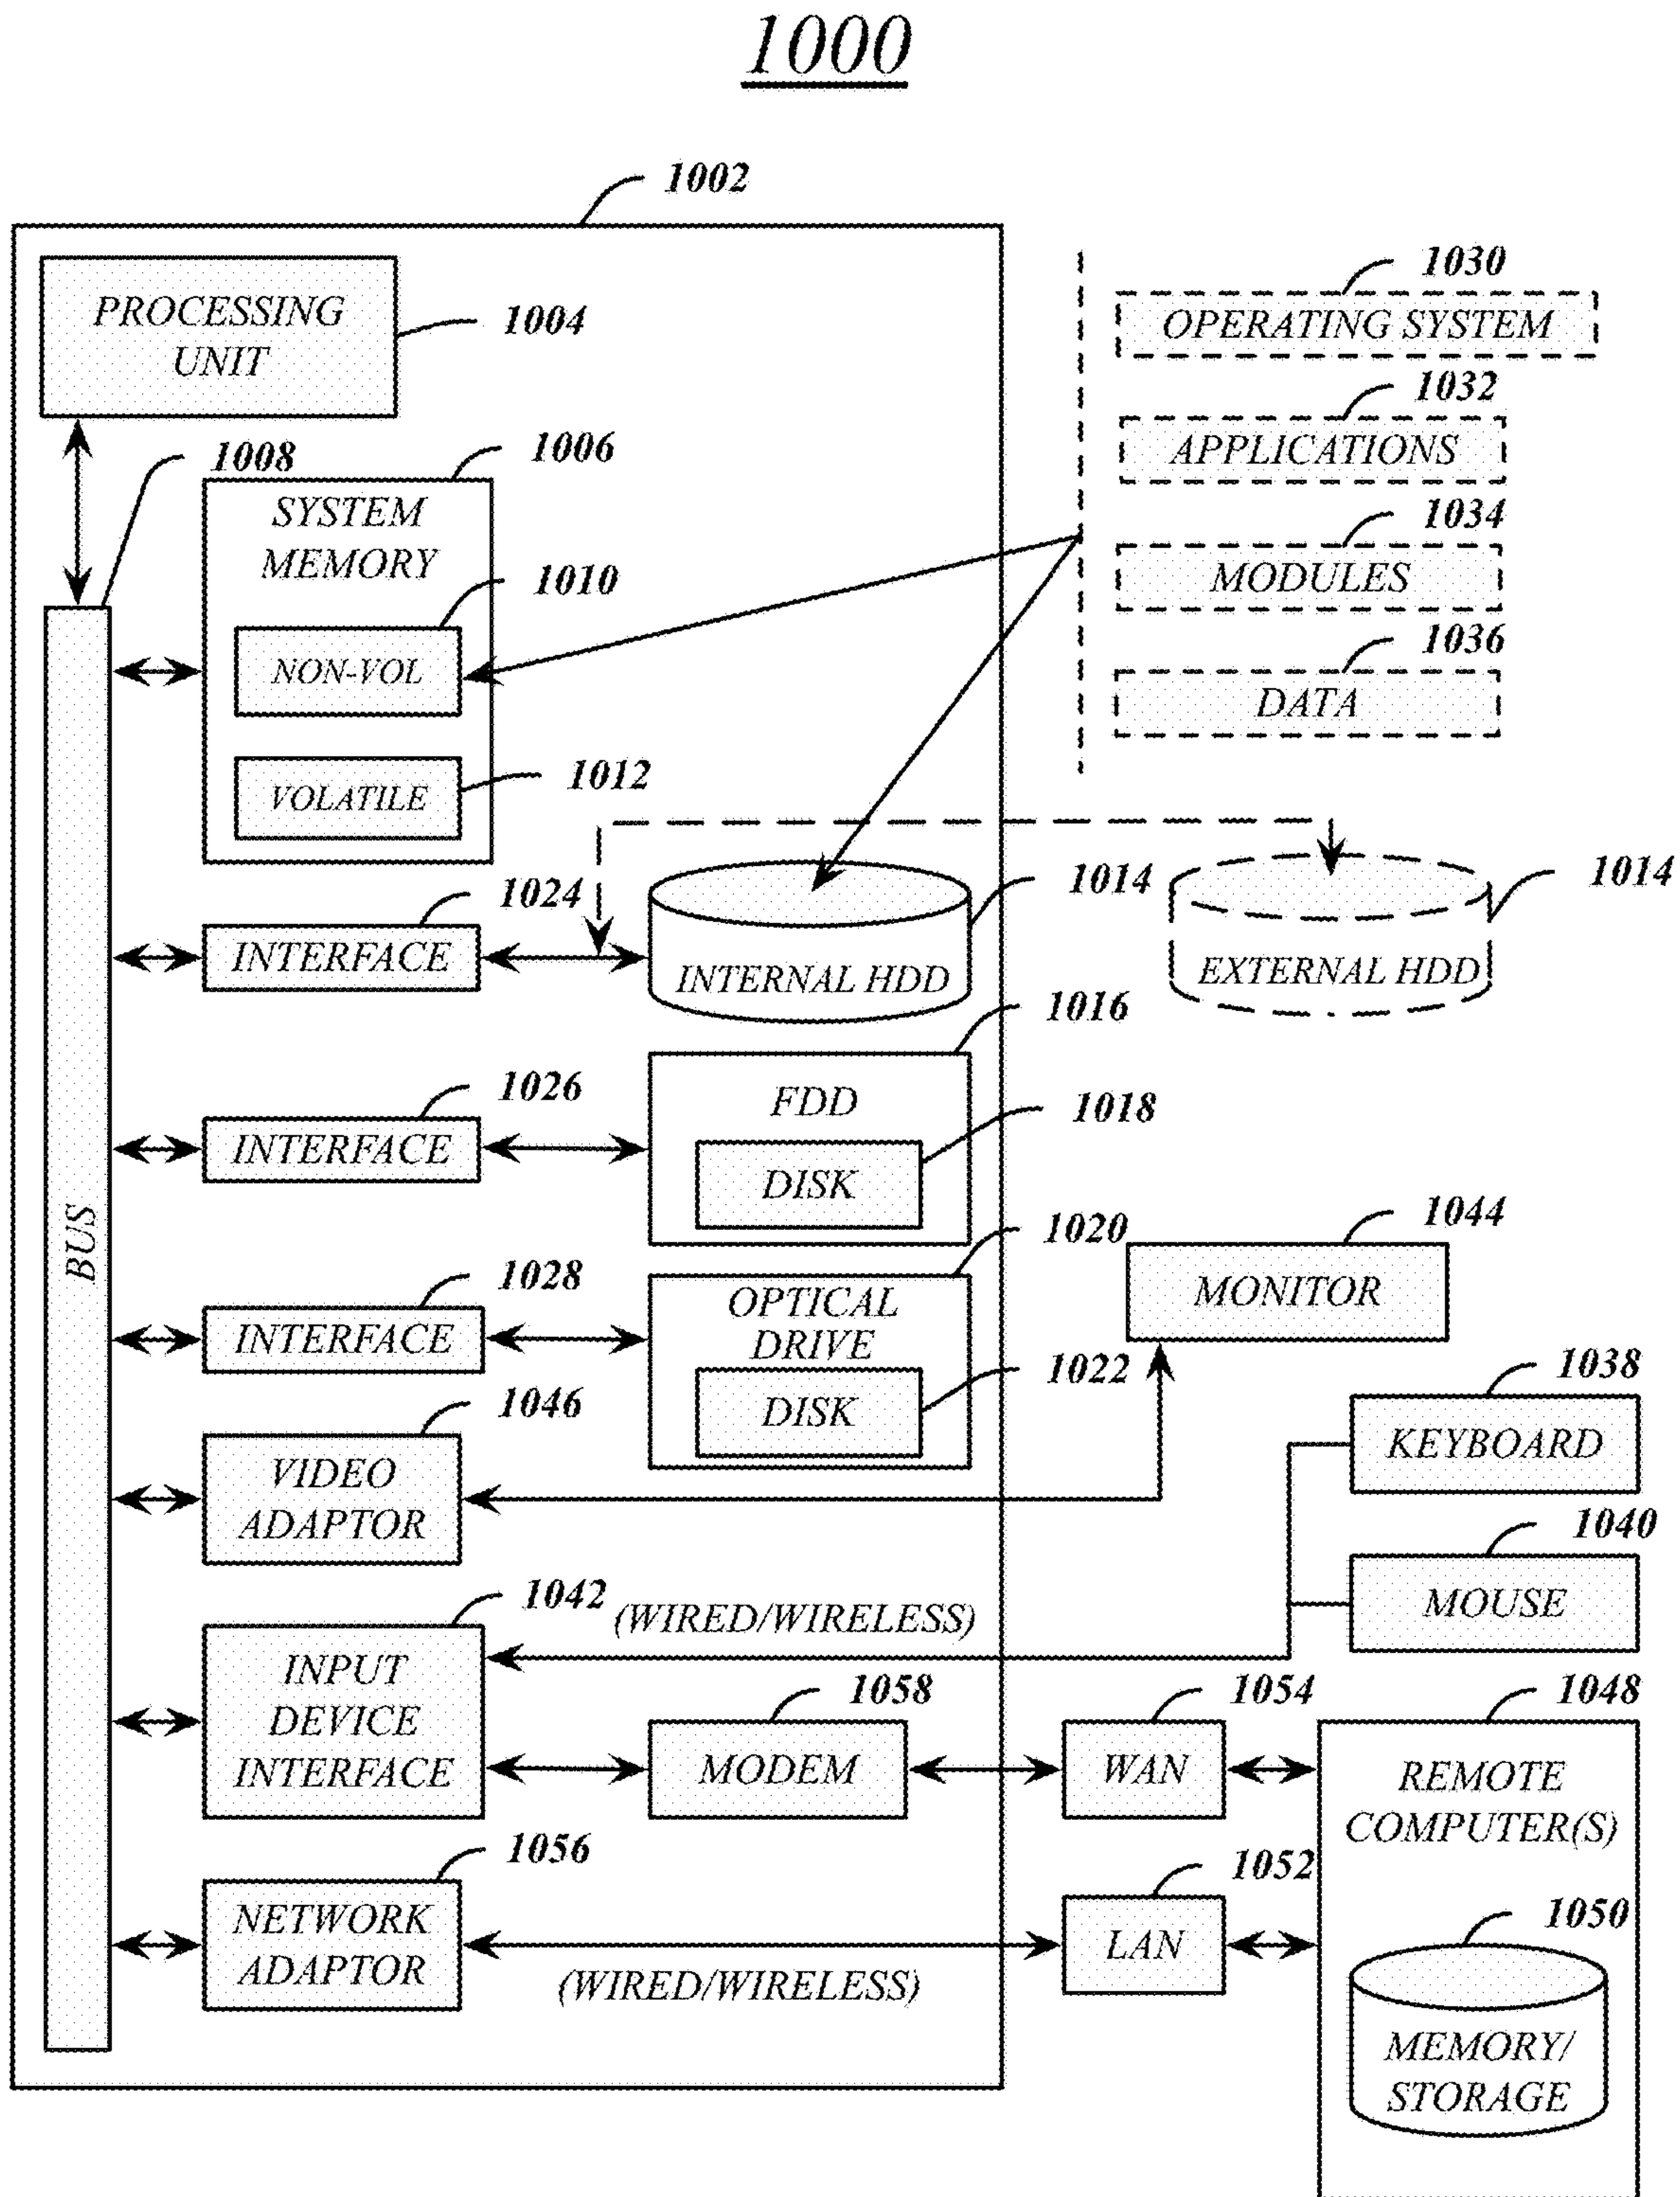 1000
1002
PROCESSING
UNIT
1004
1008
1006
SYSTEM
MEMORY
1010
NON-VOL
VOLATILE
1012
1030
OPERATING SYSTEM
1032
APPLICATIONS
1034
MODULES
1036
DATA
BUS
1024
INTERFACE
INTERNAL HDD
1014
EXTERNAL HDD
1014
1026
INTERFACE
1016
FDD
1018
DISK
1028
INTERFACE
1020
OPTICAL
DRIVE
1022
DISK
1044
MONITOR
1046
VIDEO
ADAPTOR
1038
KEYBOARD
1040
MOUSE
1042
(WIRED/WIRELESS)
INPUT
DEVICE
INTERFACE
1058
MODEM
1054
WAN
1048
REMOTE
COMPUTER(S)
1056
NETWORK
ADAPTOR
(WIRED/WIRELESS)
1052
LAN
1050
MEMORY/
STORAGE